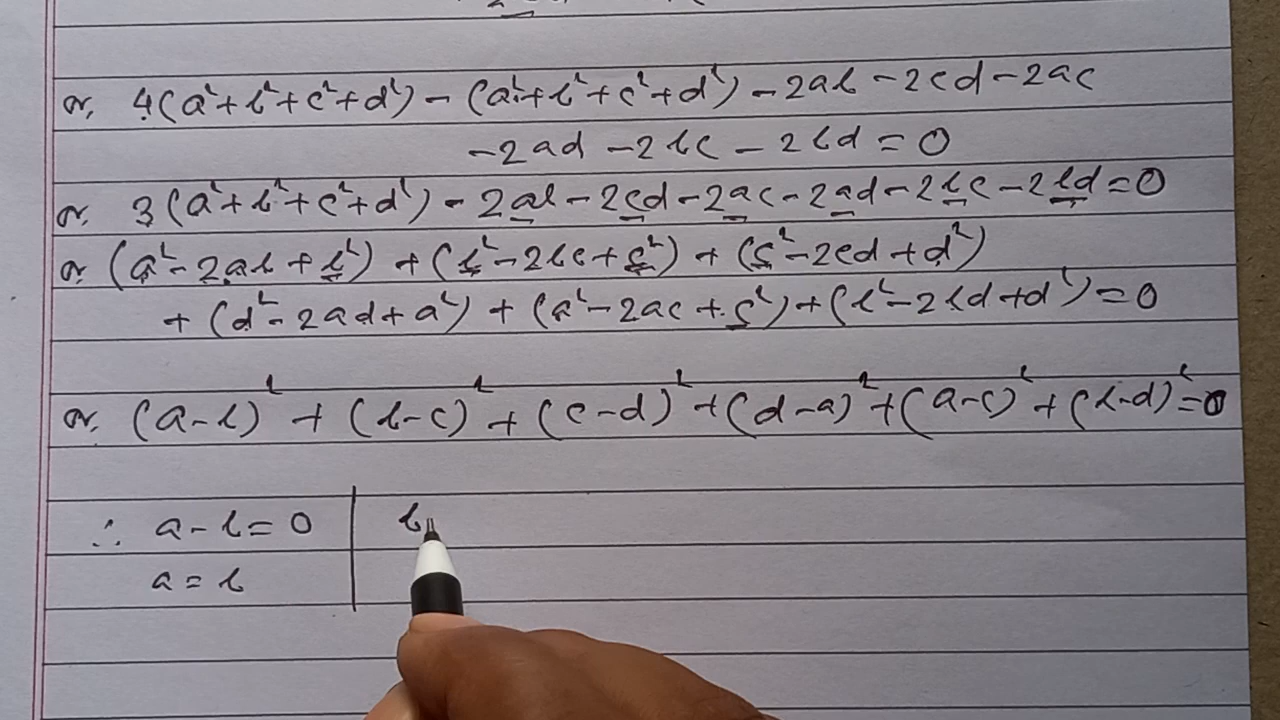 or, 4(a²+b²+c²+d²) - (a²+b²+c²+d²) - 2ab - 2cd - 2ac
- 2ad - 2bc - 2bd = 0
or, 3(a²+b²+c²+d²) - 2ab - 2cd - 2ac - 2ad - 2bc - 2bd = 0
or (a² - 2ab + b²) + (b² - 2bc + c²) + (c² - 2cd + d²)
+ (d² - 2ad + a²) + (a² - 2ac + c²) + (b² - 2bd + d²) = 0
or, (a-b)² + (b-c)² + (c-d)² + (d-a)² + (a-c)² + (b-d)² = 0
∴ a - b = 0 | b
a = b